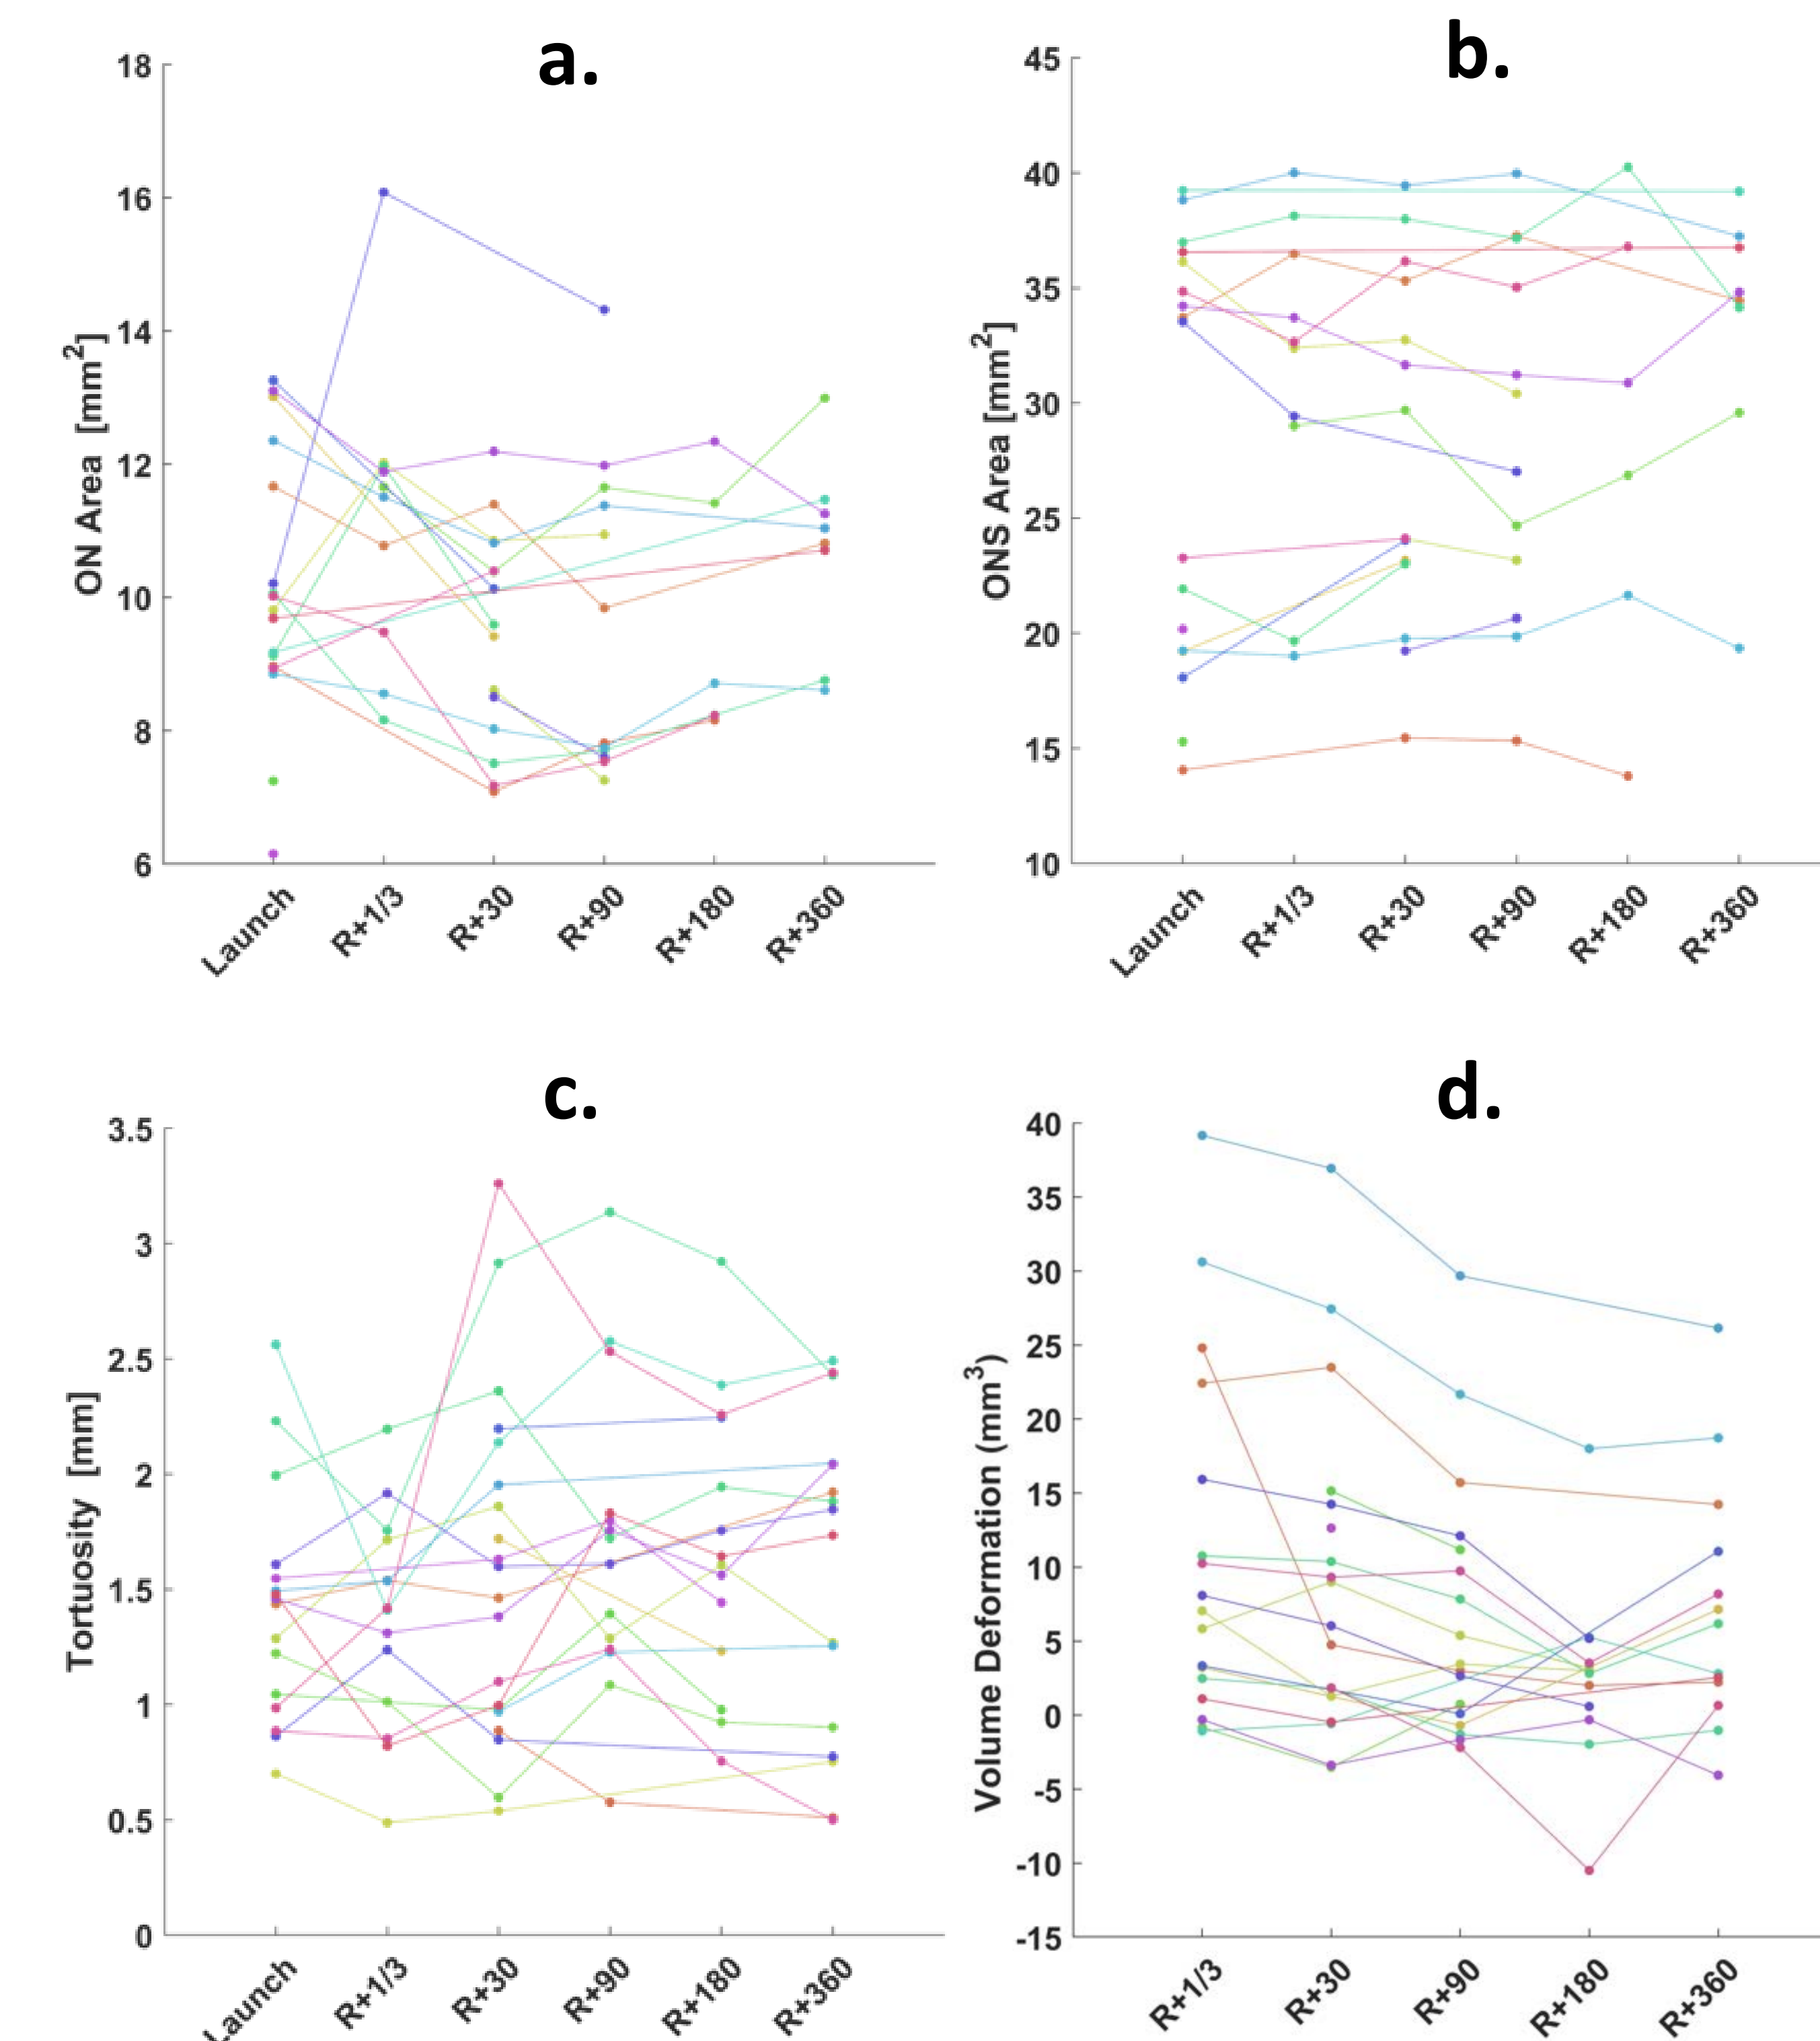 a.
18
16
14
12
10
8
6
ON Area [mm2]
Launch
R+1/3
R+30
R+90
R+180
R+360
b.
45
40
35
30
25
20
15
10
ONS Area [mm2]
Launch
R+1/3
R+30
R+90
R+180
R+360
c.
3.5
3
2.5
2
1.5
1
0.5
0
Tortuosity [mm]
Launch
R+1/3
R+30
R+90
R+180
R+360
d.
40
35
30
25
20
15
10
5
0
-5
-10
-15
Volume Deformation (mm3)
R+1/3
R+30
R+90
R+180
R+360